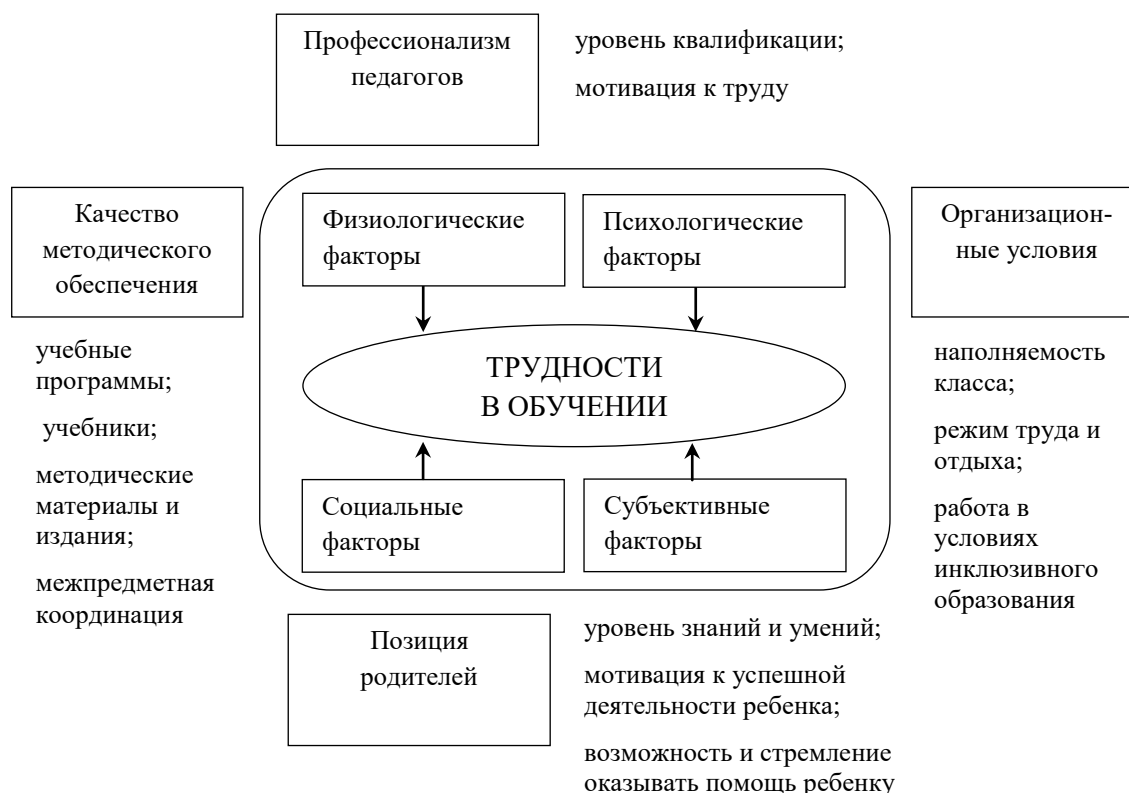 Профессионализм
педагогов
уровень квалификации;
мотивация к труду
Качество
методического
обеспечения
учебные
программы;
учебники;
методические
материалы и
издания;
межпредметная
координация
Физиологические
факторы
Психологические
факторы
ТРУДНОСТИ
В ОБУЧЕНИИ
Социальные
факторы
Субъективные
факторы
Организацион-
ные условия
наполняемость
класса;
режим труда и
отдыха;
работа в
условиях
инклюзивного
образования
Позиция
родителей
уровень знаний и умений;
мотивация к успешной
деятельности ребенка;
возможность и стремление
оказывать помощь ребенку